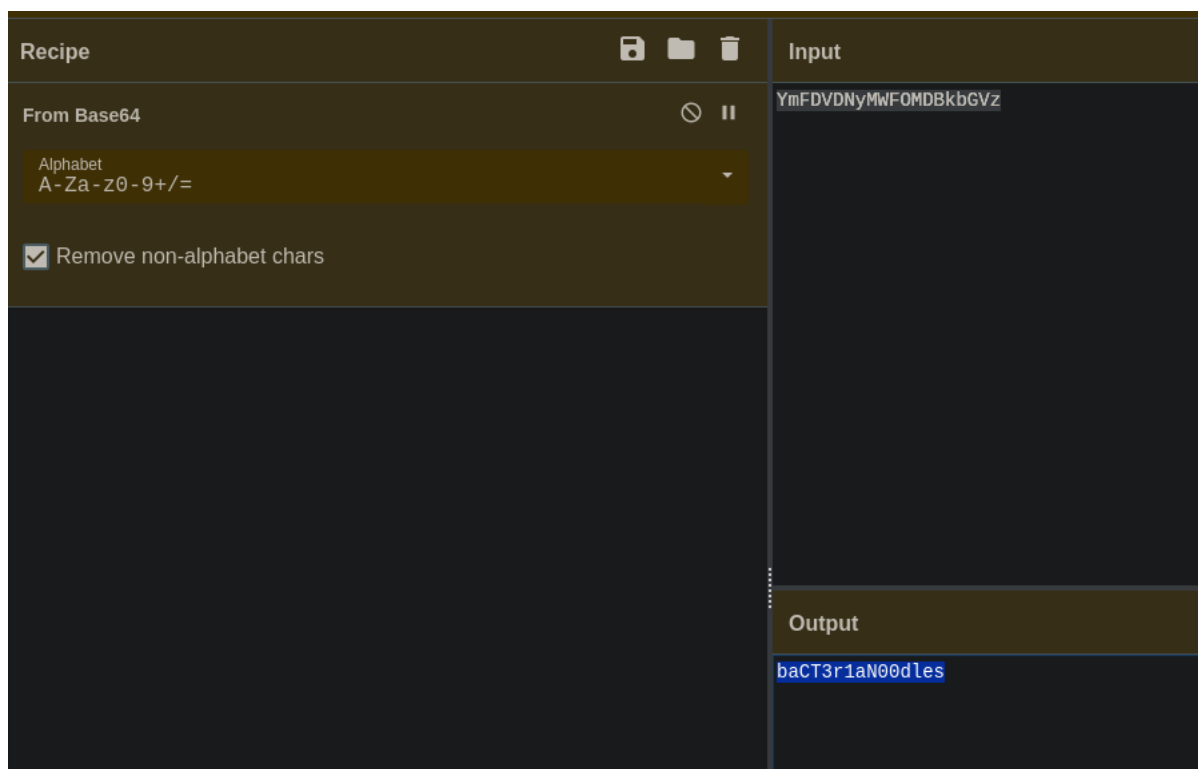 Recipe
From Base64
Alphabet
A-Za-z0-9+/=
Remove non-alphabet chars
Input
YmFDVDNyMWFOMDBkbGVz
Output
baCT3r1aN00dles